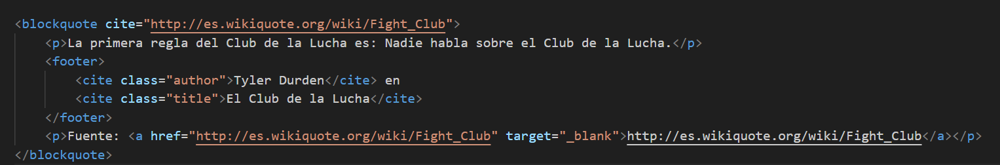 <blockquote cite="http://es.wikiquote.org/wiki/Fight_Club">
    <p>La primera regla del Club de la Lucha es: Nadie habla sobre el Club de la Lucha.</p>
    <footer>
        <cite class="author">Tyler Durden</cite> en
        <cite class="title">El Club de la Lucha</cite>
    </footer>
    <p>Fuente: <a href="http://es.wikiquote.org/wiki/Fight_Club" target="_blank">http://es.wikiquote.org/wiki/Fight_Club</a></p>
</blockquote>